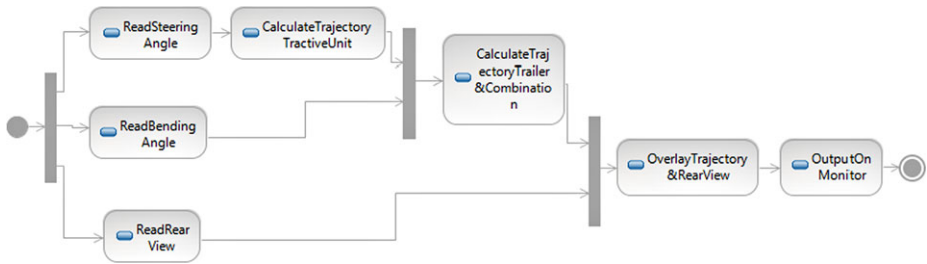 ReadSteering
Angle
CalculateTrajectory
TractiveUnit
CalculateTraj
ectoryTrailer
&Combinatio
n
ReadBending
Angle
OverlayTrajectory
&RearView
OutputOn
Monitor
ReadRear
View